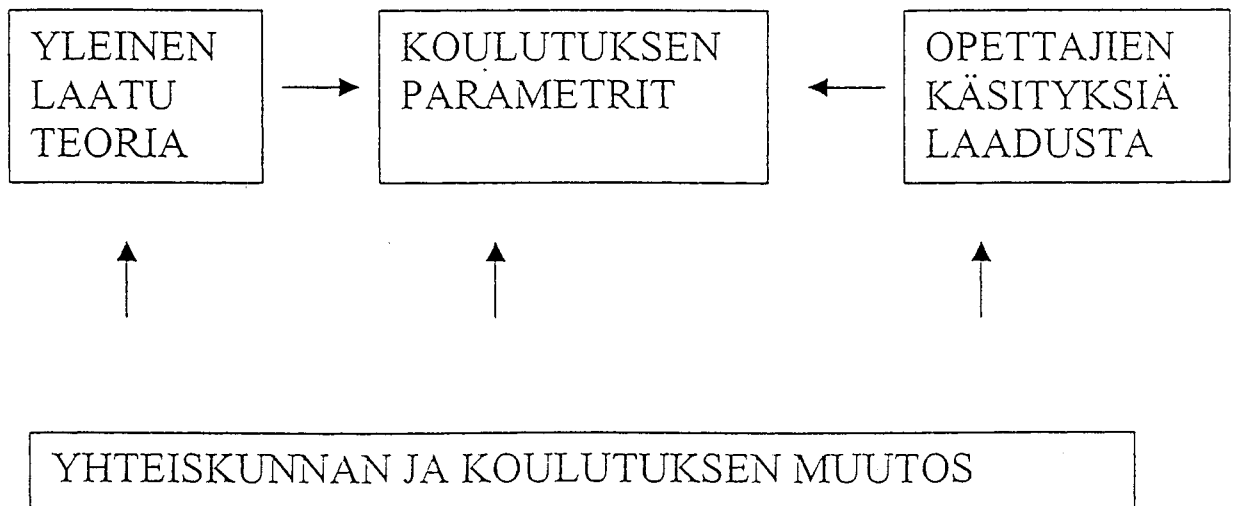 YLEINEN
LAATU
TEORIA
KOULUTUKSEN
PARAMETRIT
OPETTAJIEN
KÄSITYKSIÄ
LAADUSTA
YHTEISKUNNAN JA KOULUTUKSEN MUUTOS